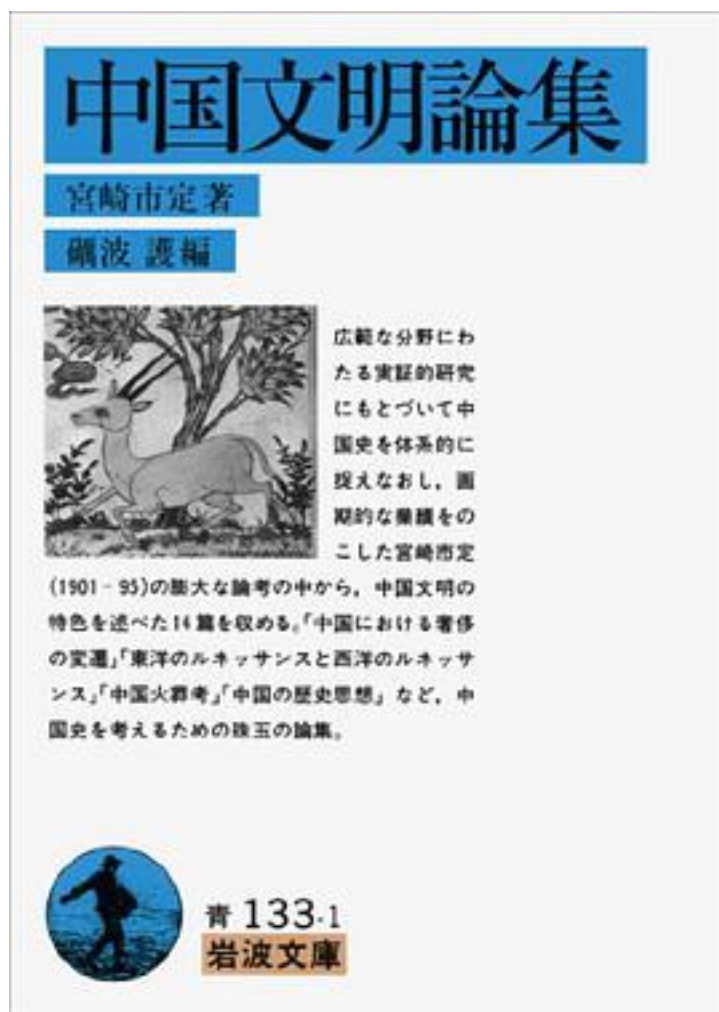 中国文明論集
宮崎市定著
礪波 護編
広範な分野にわ
たる実証的研究
にもとづいて中
国史を体系的に
捉えなおし，画
期的な業績をの
こした宮崎市定
(1901‐95)の膨大な論考の中から，中国文明の
特色を述べた14篇を収める。「中国における奢侈
の変遷」「東洋のルネッサンスと西洋のルネッサ
ンス」「中国火葬考」「中国の歴史思想」など，中
国史を考えるための珠玉の論集。
青 133-1
岩波文庫